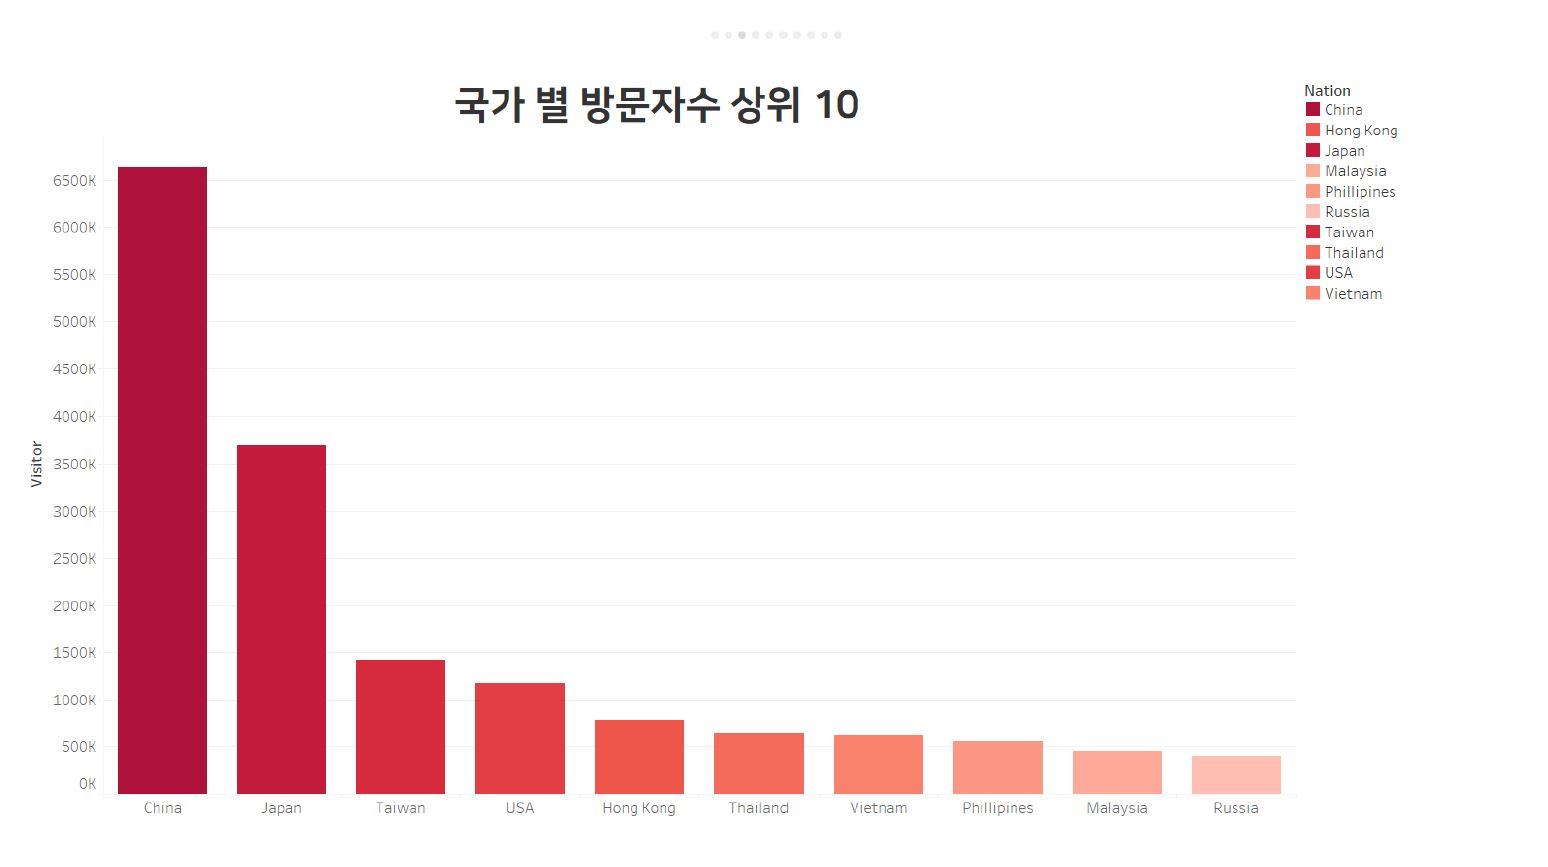 국가 별 방문자수 상위 10
Nation
China
Hong Kong
Japan
Malaysia
Phillipines
Russia
Taiwan
Thailand
USA
Vietnam
Visitor
6500K
6000K
5500K
5000K
4500K
4000K
3500K
3000K
2500K
2000K
1500K
1000K
500K
0K
China Japan Taiwan USA Hong Kong Thailand Vietnam Phillipines Malaysia Russia